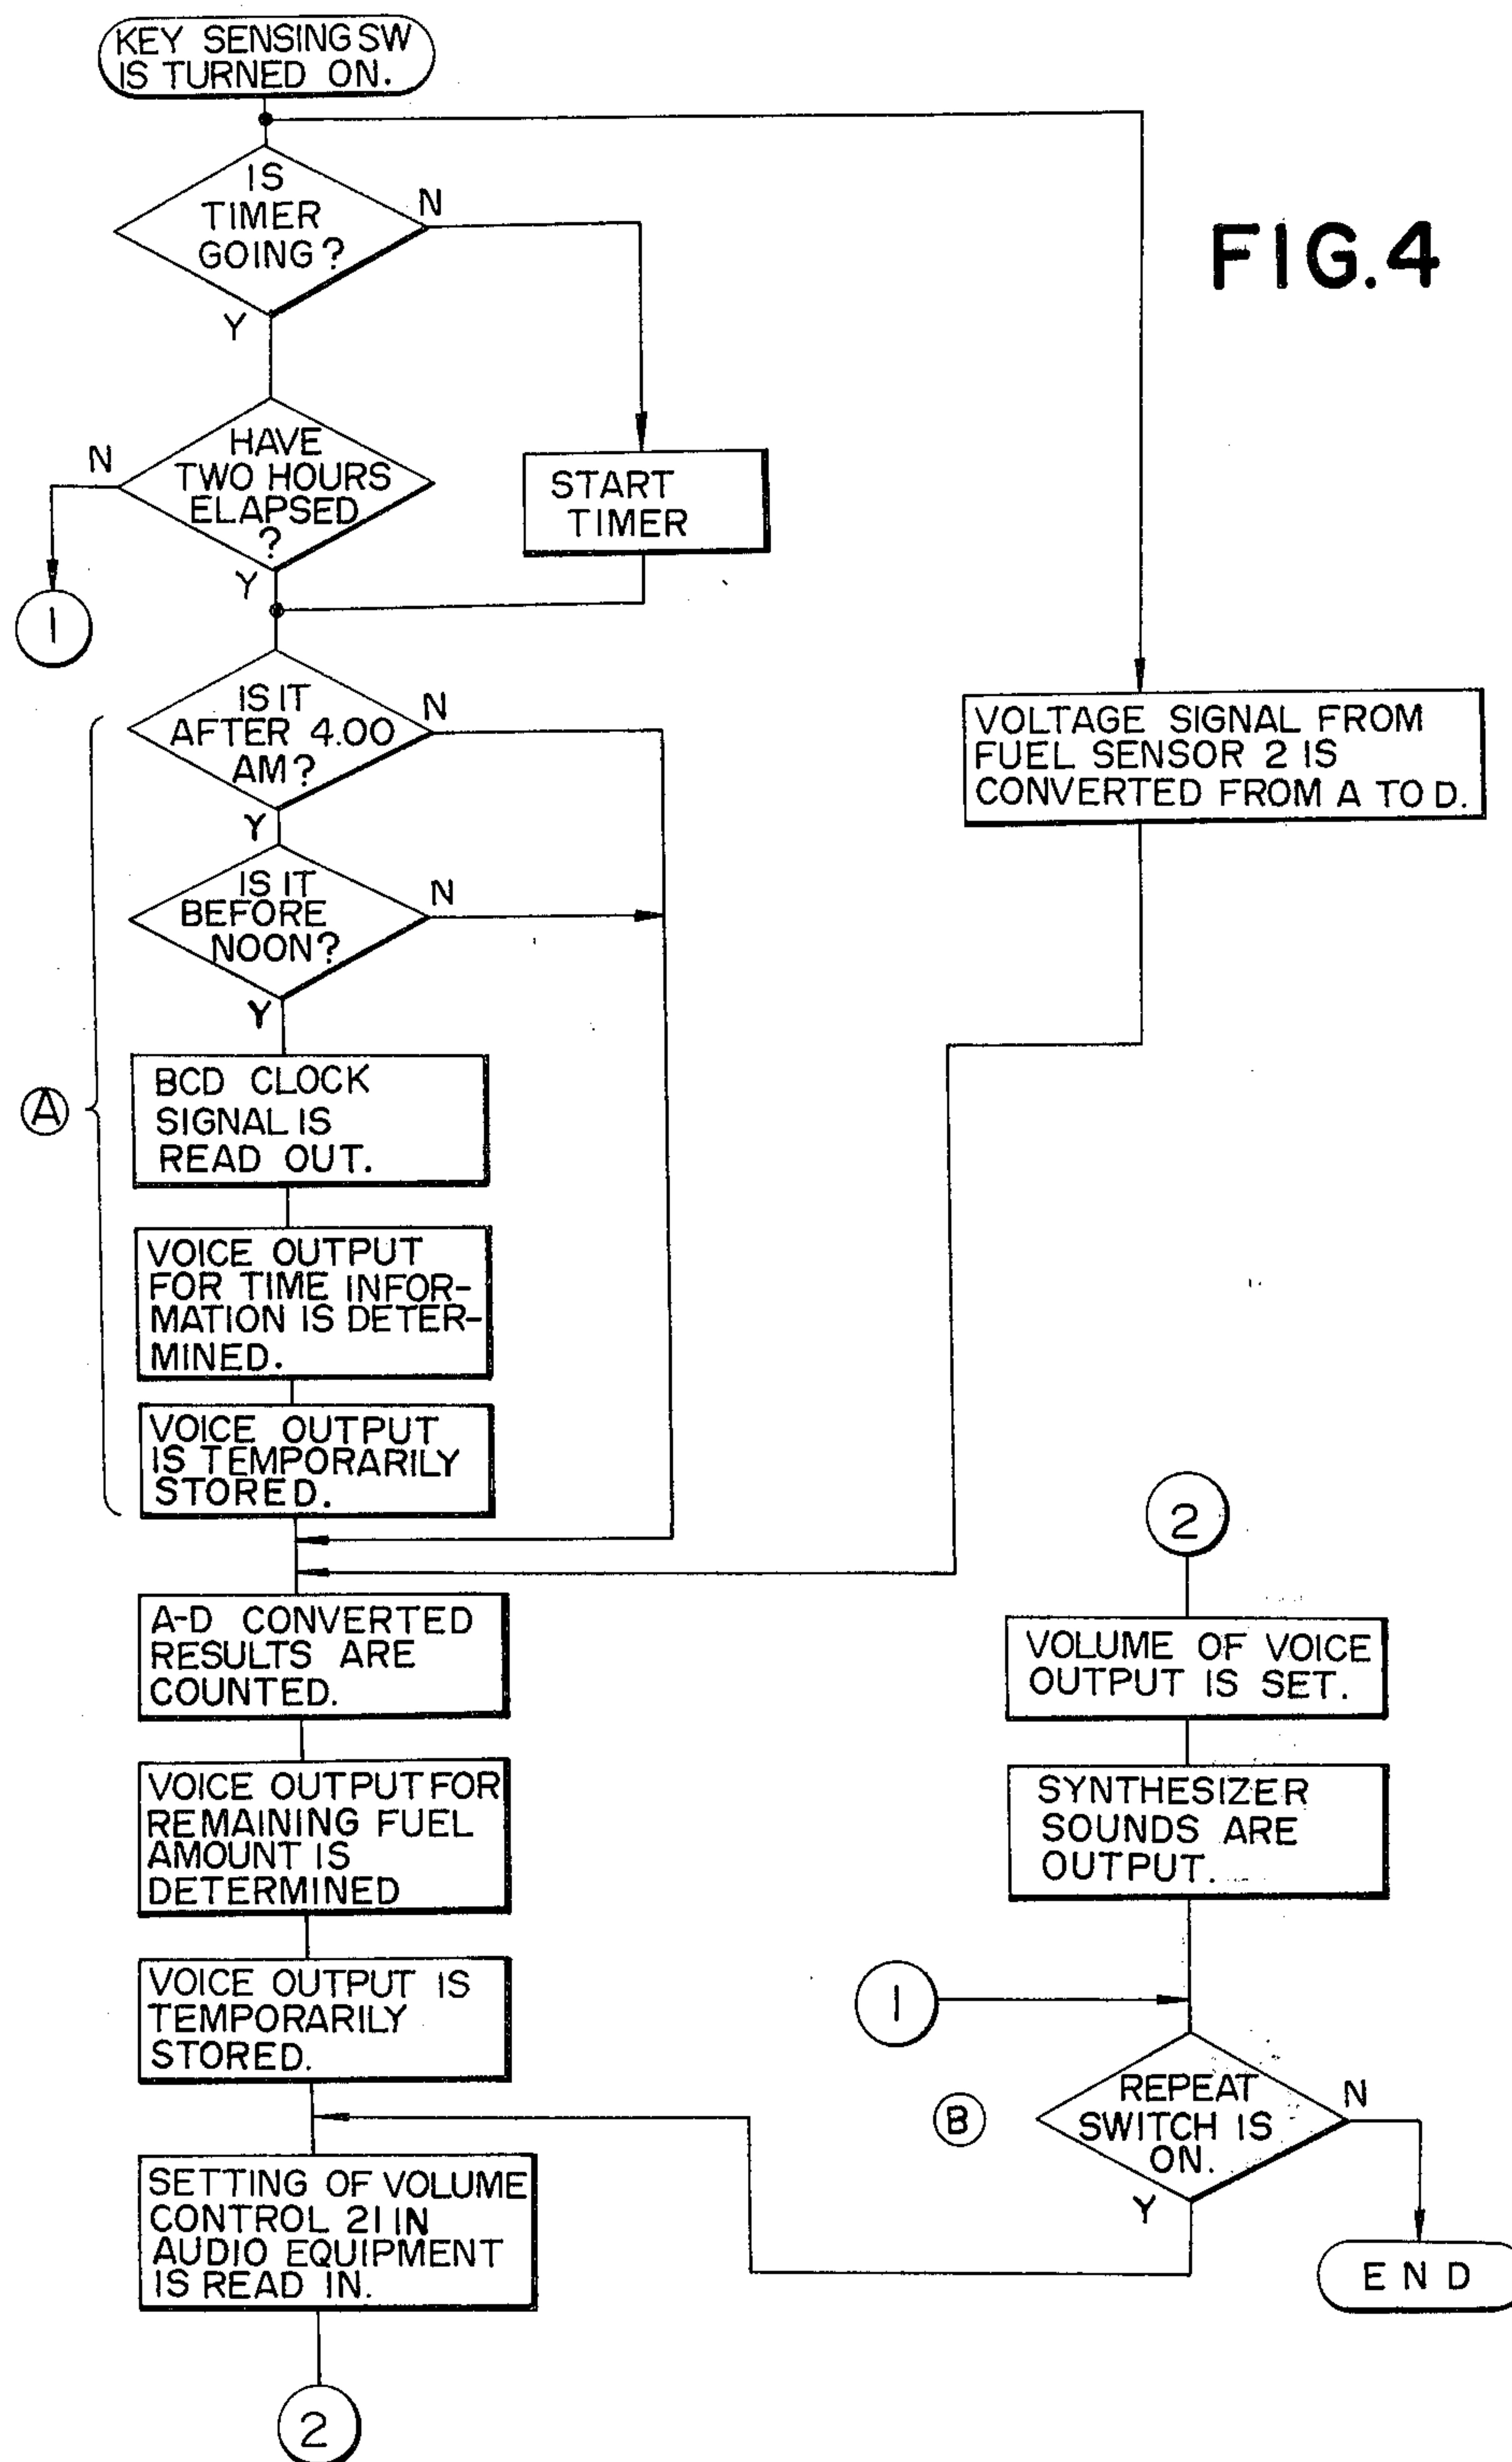 KEY SENSING SW
IS TURNED ON.
FIG.4
IS
TIMER
GOING?
N
Y
HAVE
TWO HOURS
ELAPSED
?
N
Y
START
TIMER
1
IS IT
AFTER 4.00
AM?
N
Y
VOLTAGE SIGNAL FROM
FUEL SENSOR 2 IS
CONVERTED FROM A TO D.
IS IT
BEFORE
NOON?
N
Y
A
BCD CLOCK
SIGNAL IS
READ OUT.
VOICE OUTPUT
FOR TIME INFOR-
MATION IS DETER-
MINED.
VOICE OUTPUT
IS TEMPORARILY
STORED.
A-D CONVERTED
RESULTS ARE
COUNTED.
VOICE OUTPUT FOR
REMAINING FUEL
AMOUNT IS
DETERMINED
VOICE OUTPUT IS
TEMPORARILY
STORED.
SETTING OF VOLUME
CONTROL 21 IN
AUDIO EQUIPMENT
IS READ IN.
2
2
VOLUME OF VOICE
OUTPUT IS SET.
SYNTHESIZER
SOUNDS ARE
OUTPUT.
1
B
REPEAT
SWITCH IS
ON.
N
Y
END